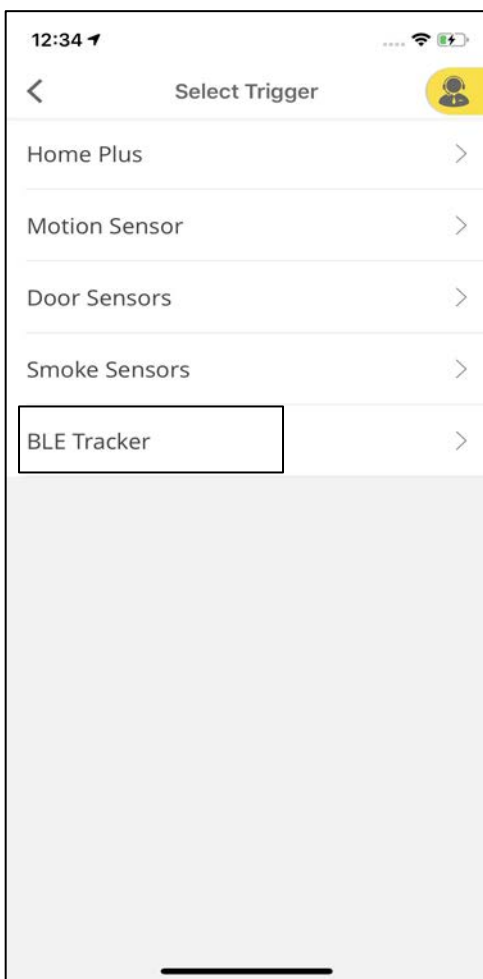 12:34
Select Trigger
Home Plus
Motion Sensor
Door Sensors
Smoke Sensors
BLE Tracker